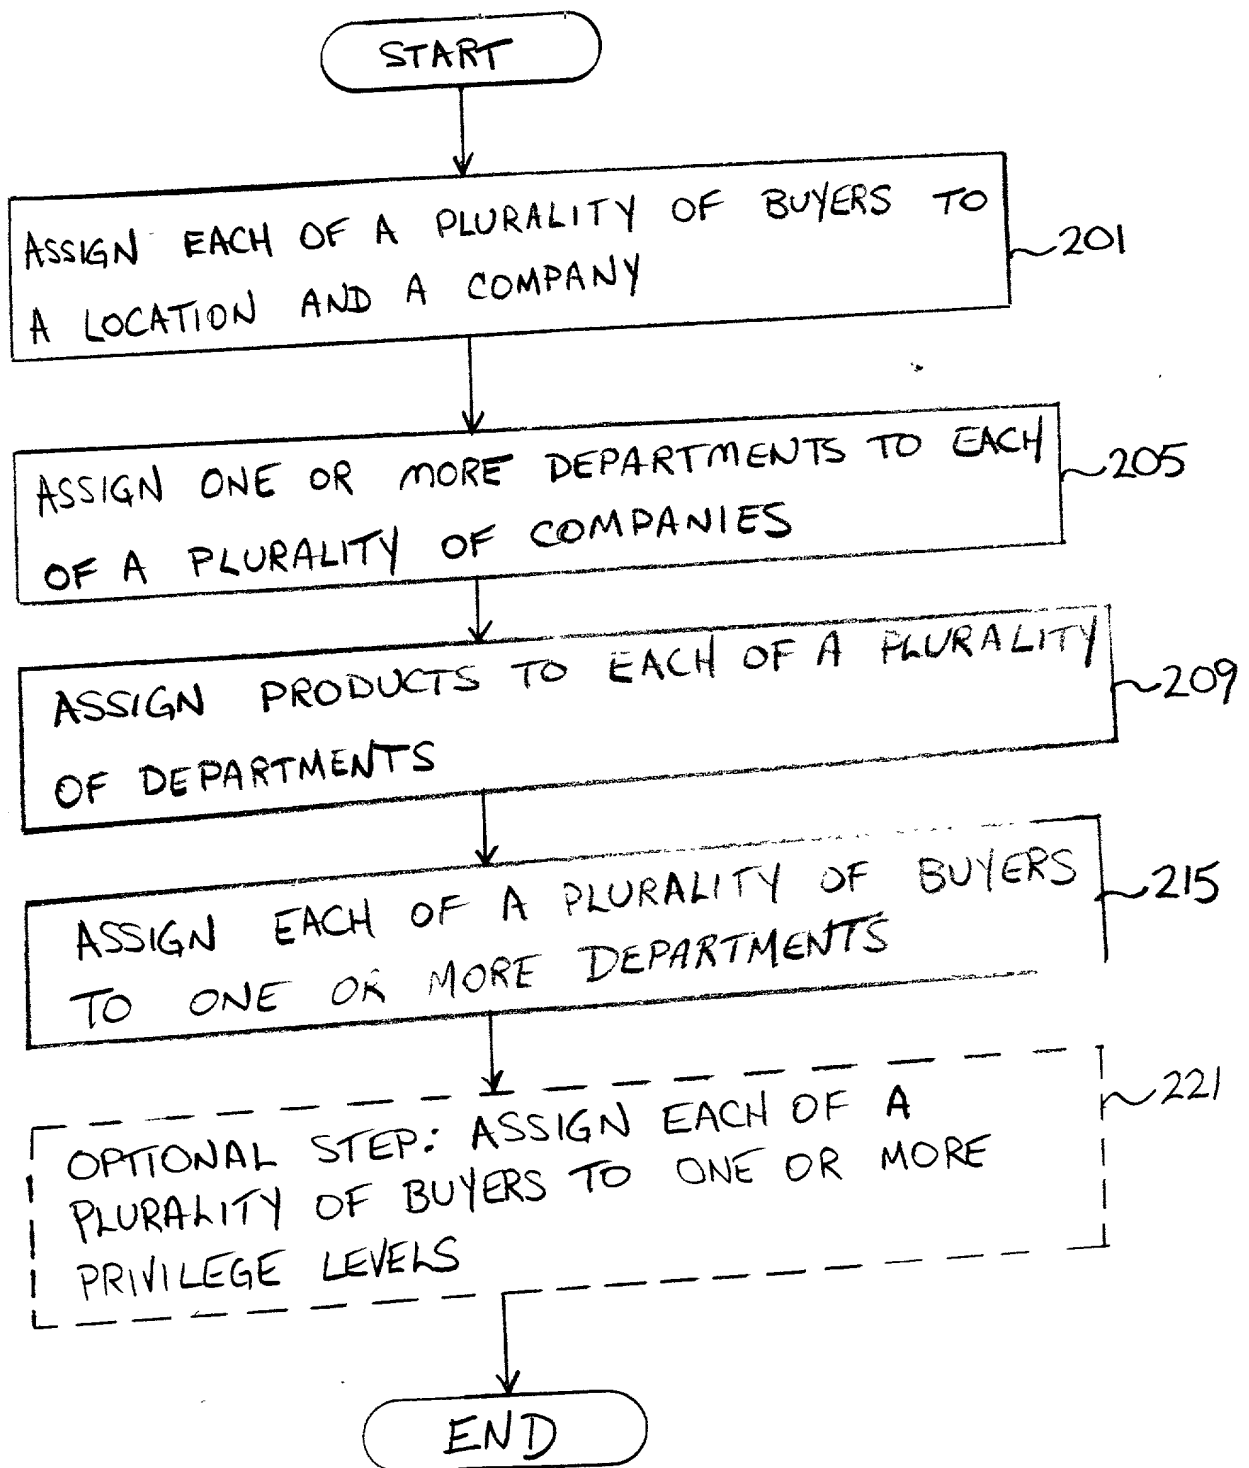 START
ASSIGN EACH OF A PLURALITY OF BUYERS TO
A LOCATION AND A COMPANY
201
ASSIGN ONE OR MORE DEPARTMENTS TO EACH
OF A PLURALITY OF COMPANIES
205
ASSIGN PRODUCTS TO EACH OF A PLURALITY
OF DEPARTMENTS
209
ASSIGN EACH OF A PLURALITY OF BUYERS
TO ONE OR MORE DEPARTMENTS
215
OPTIONAL STEP: ASSIGN EACH OF A
PLURALITY OF BUYERS TO ONE OR MORE
PRIVILEGE LEVELS
221
END